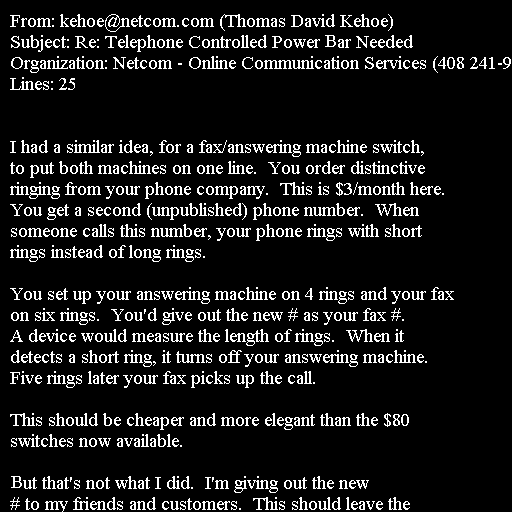 From: kehoe@netcom.com (Thomas David Kehoe)
Subject: Re: Telephone Controlled Power Bar Needed
Organization: Netcom - Online Communication Services (408 241-9
Lines: 25
I had a similar idea, for a fax/answering machine switch,
to put both machines on one line.  You order distinctive
ringing from your phone company.  This is $3/month here.
You get a second (unpublished) phone number.  When
someone calls this number, your phone rings with short
rings instead of long rings.
You set up your answering machine on 4 rings and your fax
on six rings.  You'd give out the new # as your fax #.
A device would measure the length of rings.  When it
detects a short ring, it turns off your answering machine.
Five rings later your fax picks up the call.
This should be cheaper and more elegant than the $80
switches now available.
But that's not what I did.  I'm giving out the new
# to my friends and customers.  This should leave the